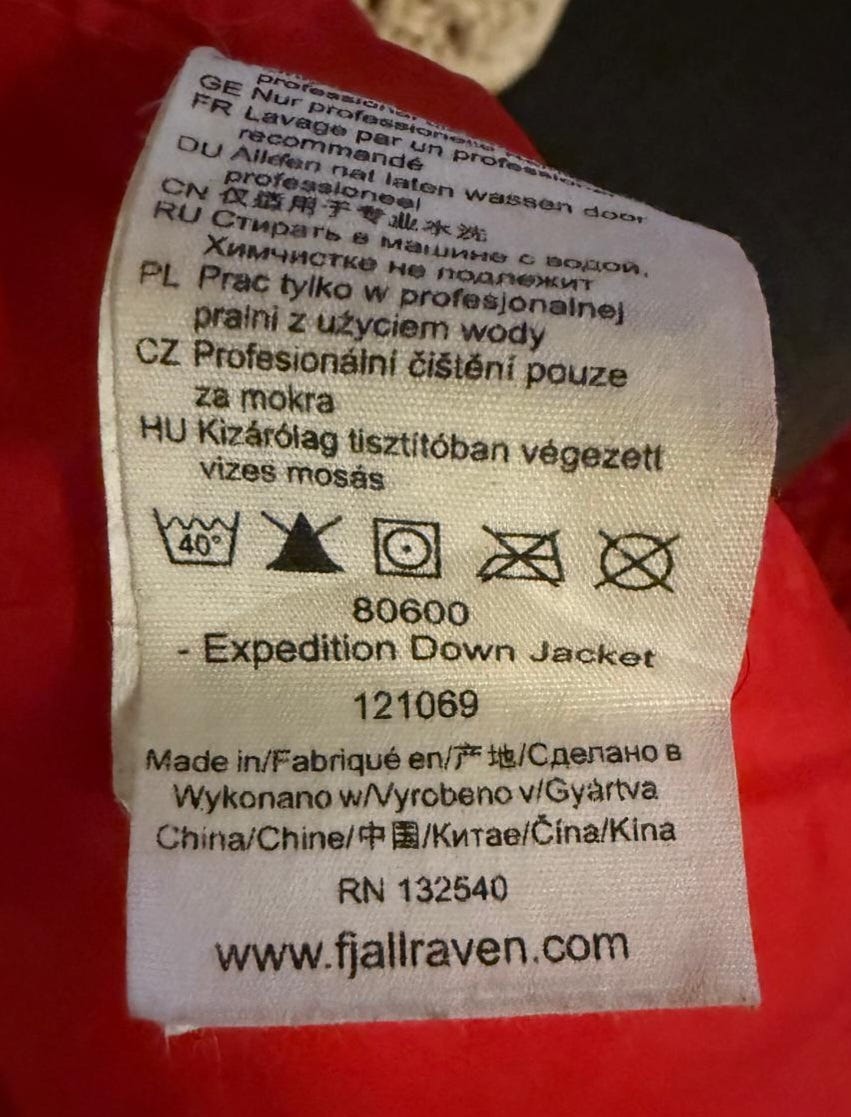 professional
GE Nur professionelle
FR Lavage par un profession
recommandé
DU Alléén nat laten wassen door
professioneel
CN 仅适用于专业水洗
RU Стирать в машине с водой.
Химчистке не подлежит
PL Prac tylko w profesjonalnej
pralni z użyciem wody
CZ Profesionální čištění pouze
za mokra
HU Kizárólag tisztítóban végezett
vizes mosás
40°
80600
- Expedition Down Jacket
121069
Made in/Fabriqué en/产地/Сделано в
Wykonano w/Vyrobeno v/Gyártva
China/Chine/中国/Китае/Čína/Kína
RN 132540
www.fjallraven.com